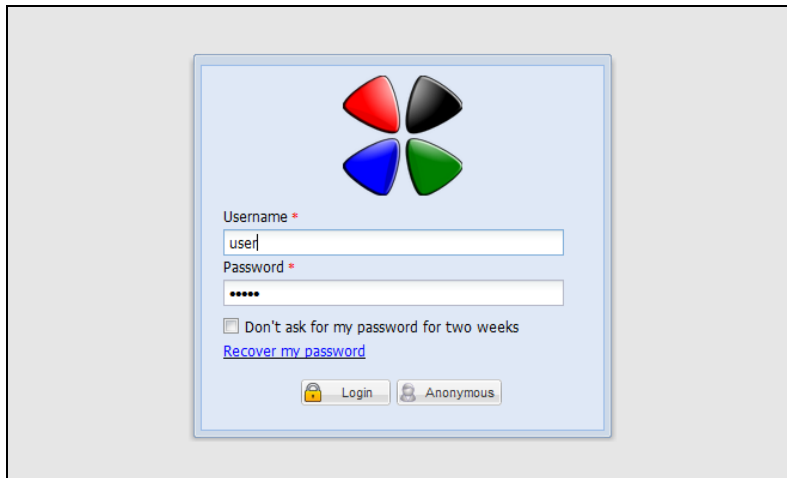 Username *
user
Password *
•••••
Don't ask for my password for two weeks
Recover my password
Login Anonymous